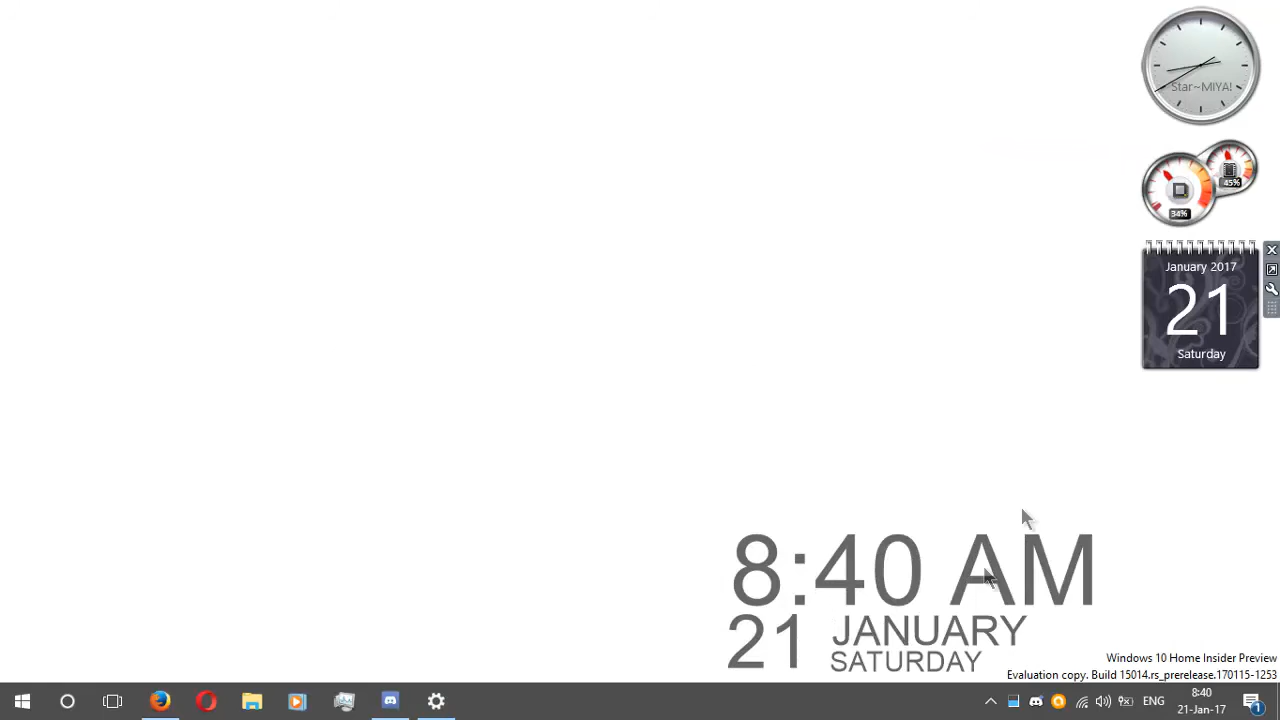 Star~MIYA!
45%
34%
January 2017
21
Saturday
8:40 AM
21 JANUARY
SATURDAY
Windows 10 Home Insider Preview
Evaluation copy. Build 15014.rs_prerelease.170115-1253
ENG
8:40
21-Jan-17
1